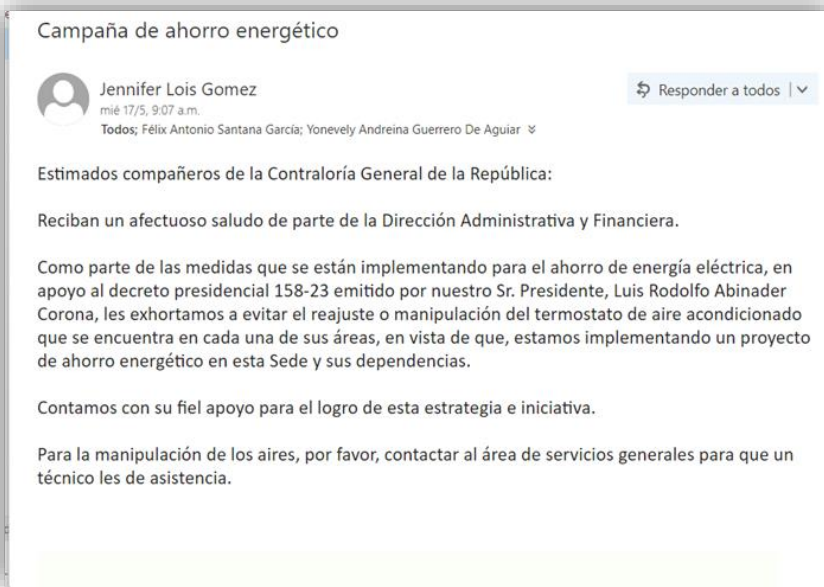 Campaña de ahorro energético
Jennifer Lois Gomez
mié 17/5, 9:07 a.m.
Responder a todos
Todos; Félix Antonio Santana García; Yonevely Andreina Guerrero De Aguiar
Estimados compañeros de la Contraloría General de la República:
Reciban un afectuoso saludo de parte de la Dirección Administrativa y Financiera.
Como parte de las medidas que se están implementando para el ahorro de energía eléctrica, en
apoyo al decreto presidencial 158-23 emitido por nuestro Sr. Presidente, Luis Rodolfo Abinader
Corona, les exhortamos a evitar el reajuste o manipulación del termostato de aire acondicionado
que se encuentra en cada una de sus áreas, en vista de que, estamos implementando un proyecto
de ahorro energético en esta Sede y sus dependencias.
Contamos con su fiel apoyo para el logro de esta estrategia e iniciativa.
Para la manipulación de los aires, por favor, contactar al área de servicios generales para que un
técnico les de asistencia.